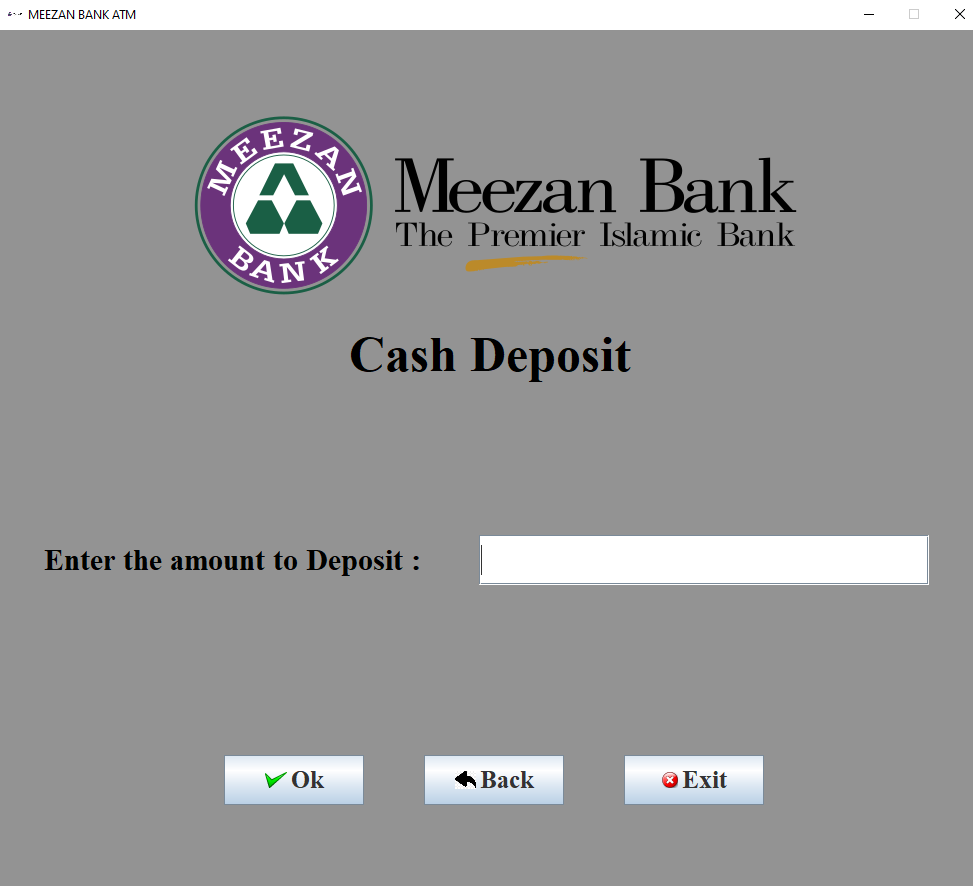 MEEZAN BANK ATM
MEEZAN
BANK
Meezan Bank
The Premier Islamic Bank
Cash Deposit
Enter the amount to Deposit :
Ok
Back
Exit